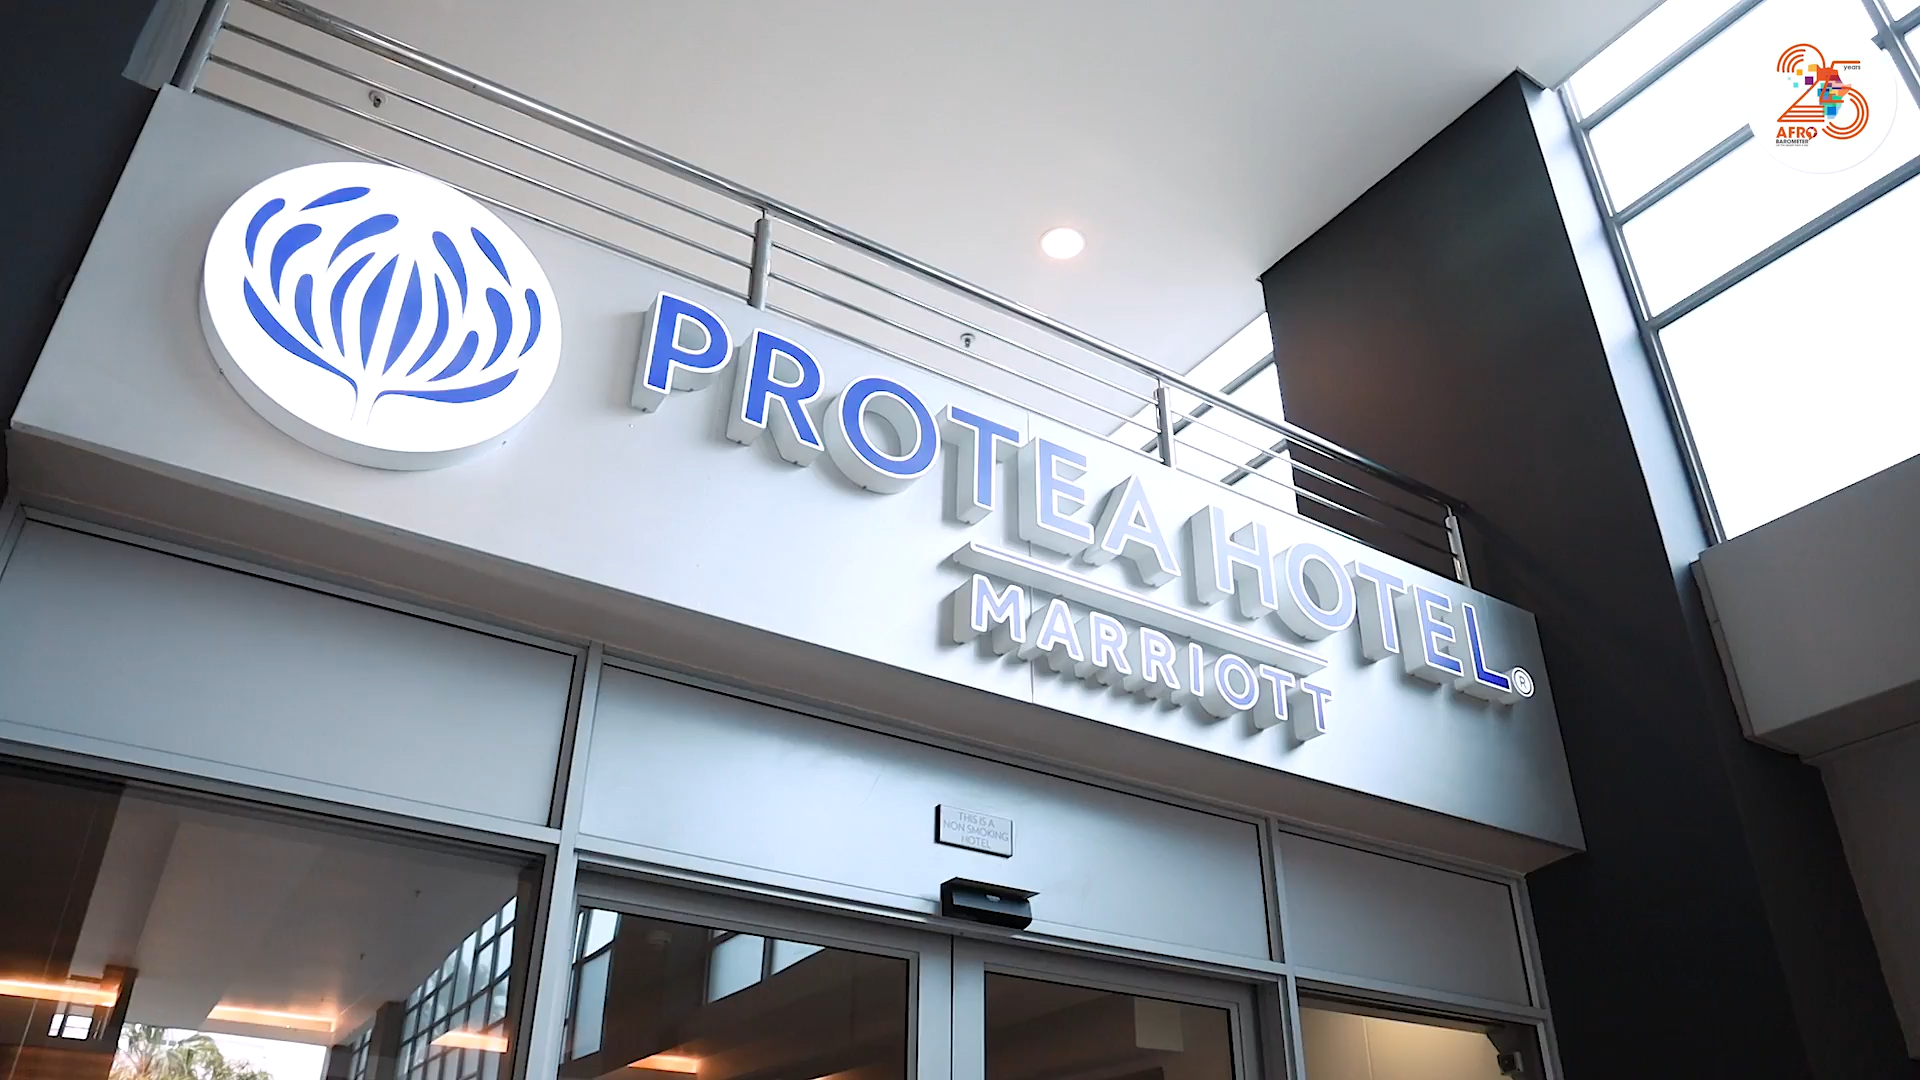 25 years
AFRO
BAROMETER
PROTEA HOTEL®
MARRIOTT
THIS IS A
NON SMOKING
HOTEL